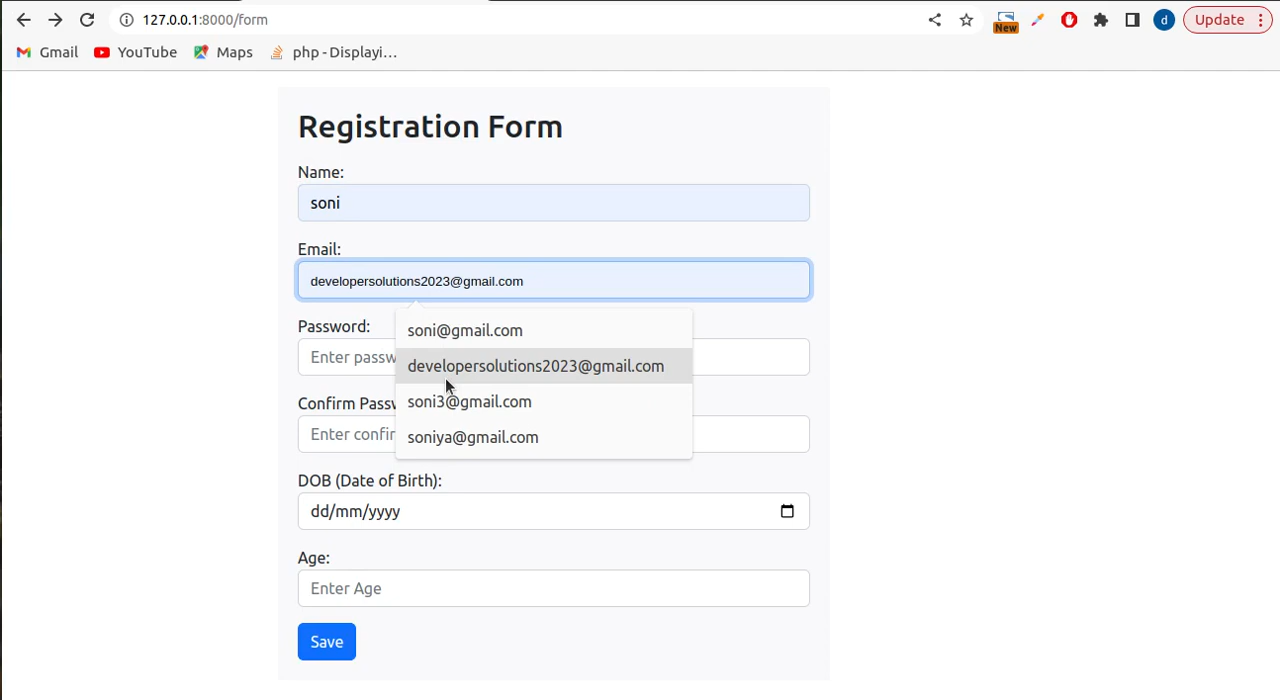 127.0.0.1:8000/form
New
d
Update
Gmail
YouTube
Maps
php - Displayi…
Registration Form
Name:
soni
Email:
developersolutions2023@gmail.com
soni@gmail.com
Password:
Enter passw
developersolutions2023@gmail.com
Confirm Passw
soni3@gmail.com
Enter confir
soniya@gmail.com
DOB (Date of Birth):
dd/mm/yyyy
Age:
Enter Age
Save